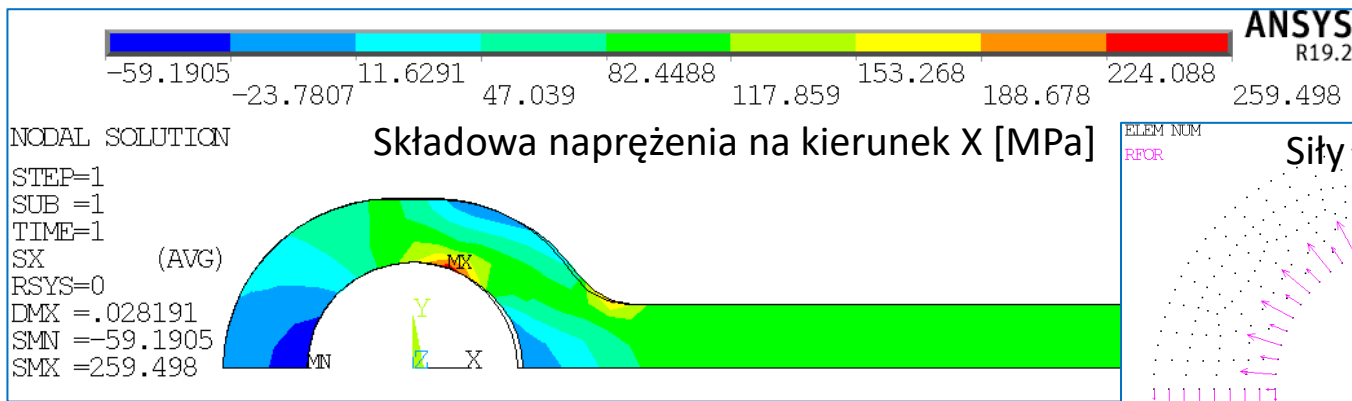 ANSYS
R19.2
-59.1905 11.6291 82.4488 153.268 224.088
-23.7807 47.039 117.859 188.678 259.498
NODAL SOLUTION
Składowa naprężenia na kierunek X [MPa]
STEP=1
SUB =1
TIME=1
SX (AVG)
RSYS=0
DMX =.028191
SMN =-59.1905
SMX =259.498
MX
Y
MN
Z
X
ELEM NUM
RFOR
Siły